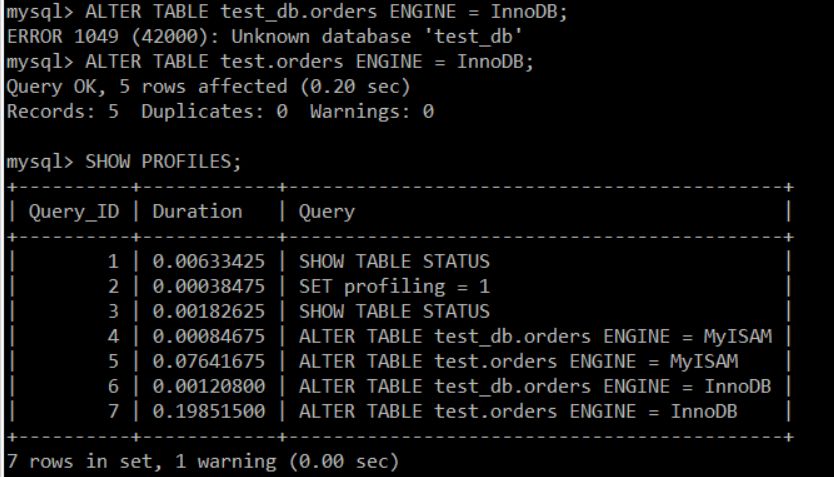 mysql> ALTER TABLE test_db.orders ENGINE = InnoDB;
ERROR 1049 (42000): Unknown database 'test_db'
mysql> ALTER TABLE test.orders ENGINE = InnoDB;
Query OK, 5 rows affected (0.20 sec)
Records: 5  Duplicates: 0  Warnings: 0

mysql> SHOW PROFILES;
+----------+------------+--------------------------------------------+
| Query_ID | Duration   | Query                                      |
+----------+------------+--------------------------------------------+
|        1 | 0.00633425 | SHOW TABLE STATUS                          |
|        2 | 0.00038475 | SET profiling = 1                          |
|        3 | 0.00182625 | SHOW TABLE STATUS                          |
|        4 | 0.00084675 | ALTER TABLE test_db.orders ENGINE = MyISAM |
|        5 | 0.07641675 | ALTER TABLE test.orders ENGINE = MyISAM    |
|        6 | 0.00120800 | ALTER TABLE test_db.orders ENGINE = InnoDB |
|        7 | 0.19851500 | ALTER TABLE test.orders ENGINE = InnoDB    |
+----------+------------+--------------------------------------------+
7 rows in set, 1 warning (0.00 sec)